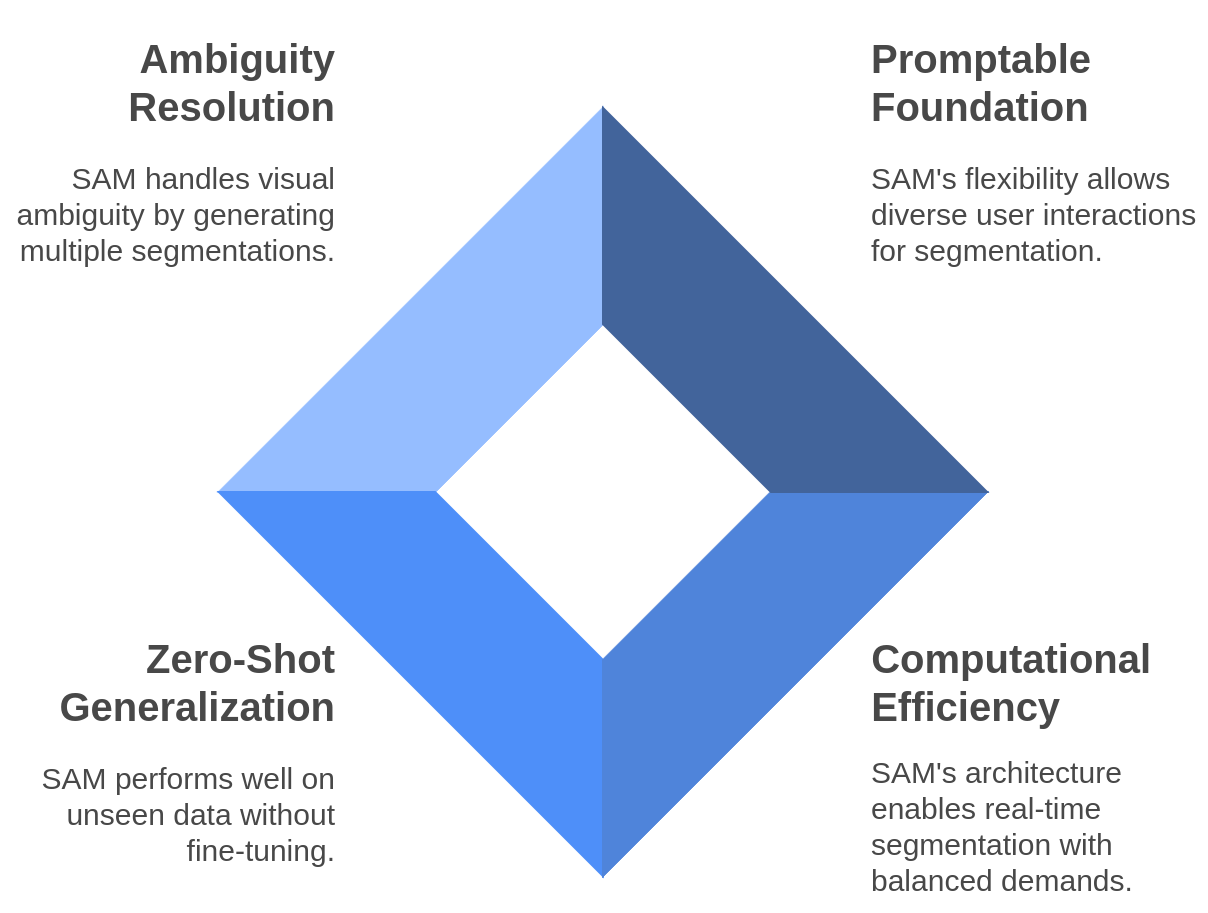 Ambiguity
Resolution
SAM handles visual
ambiguity by generating
multiple segmentations.
Promptable
Foundation
SAM's flexibility allows
diverse user interactions
for segmentation.
Zero-Shot
Generalization
SAM performs well on
unseen data without
fine-tuning.
Computational
Efficiency
SAM's architecture
enables real-time
segmentation with
balanced demands.